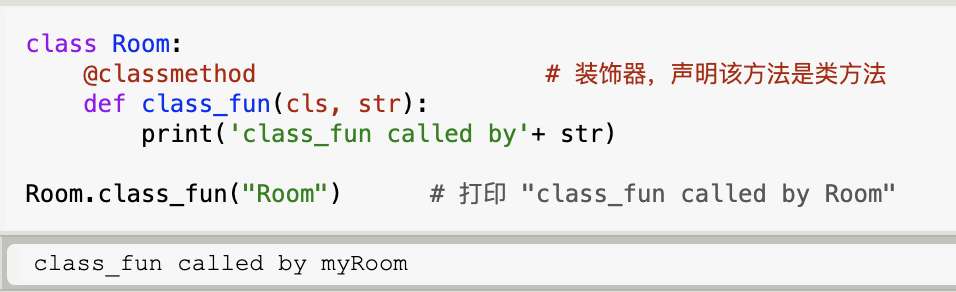 class Room:
    @classmethod                    # 装饰器，声明该方法是类方法
    def class_fun(cls, str):
        print('class_fun called by'+ str)
Room.class_fun("Room")      # 打印 "class_fun called by Room"
class_fun called by myRoom